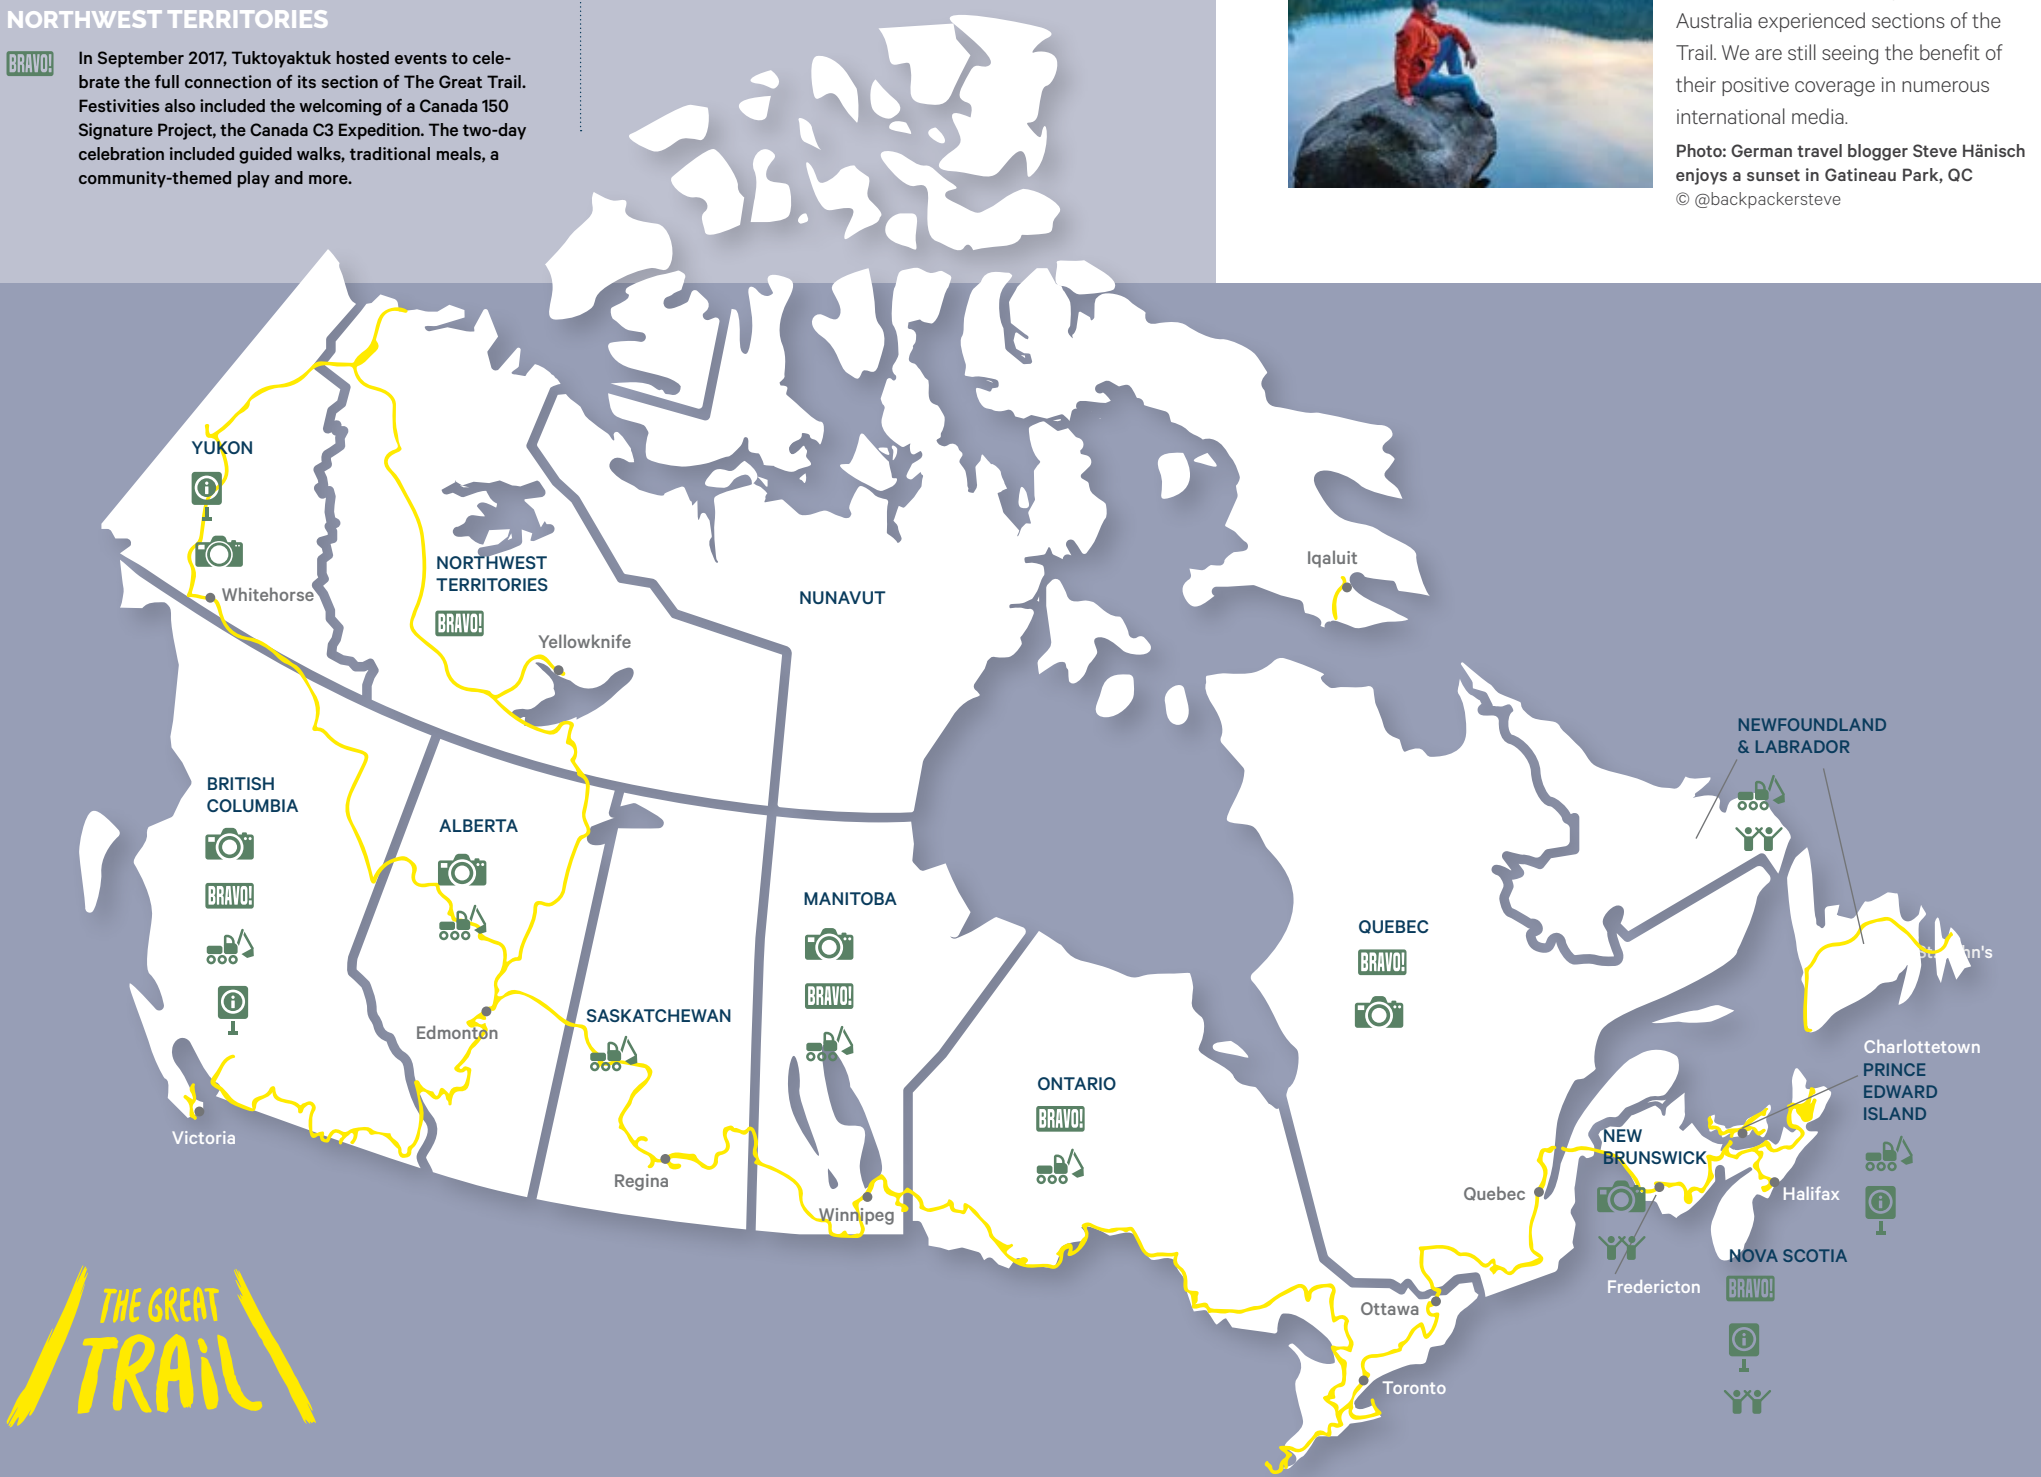 NORTHWEST TERRITORIES
BRAVO!
In September 2017, Tuktoyaktuk hosted events to cele-
brate the full connection of its section of The Great Trail.
Festivities also included the welcoming of a Canada 150
Signature Project, the Canada C3 Expedition. The two-day
celebration included guided walks, traditional meals, a
community-themed play and more.
Australia experienced sections of the
Trail. We are still seeing the benefit of
their positive coverage in numerous
international media.
Photo: German travel blogger Steve Hänisch
enjoys a sunset in Gatineau Park, QC
© @backpackersteve
YUKON
Whitehorse
NORTHWEST
TERRITORIES
BRAVO!
Yellowknife
NUNAVUT
Iqaluit
BRITISH
COLUMBIA
BRAVO!
Victoria
ALBERTA
Edmonton
SASKATCHEWAN
Regina
MANITOBA
BRAVO!
Winnipeg
ONTARIO
BRAVO!
Ottawa
Toronto
QUEBEC
BRAVO!
Quebec
NEWFOUNDLAND
& LABRADOR
St. John's
Charlottetown
PRINCE
EDWARD
ISLAND
NEW
BRUNSWICK
Fredericton
Halifax
NOVA SCOTIA
BRAVO!
THE GREAT
TRAIL